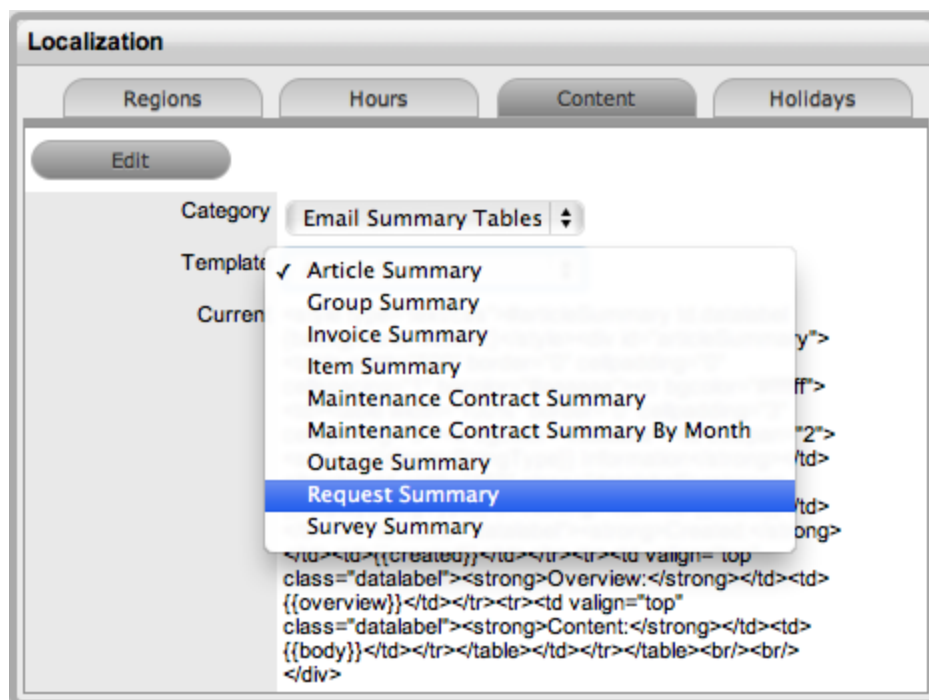 Localization
Regions Hours Content Holidays
Edit
Category Email Summary Tables
Template
✓ Article Summary
Group Summary
Curren
Invoice Summary
y">
Item Summary
ff">
Maintenance Contract Summary
Maintenance Contract Summary By Month
"2">
Outage Summary
/td>
Request Summary
/td>
Survey Summary
ong>
</td><td>{{created}}</td></tr><tr><td valign="top"
class="datalabel"><strong>Overview:</strong></td><td>
{{overview}}</td></tr><tr><td valign="top"
class="datalabel"><strong>Content:</strong></td><td>
{{body}}</td></tr></table></td></tr></table><br/><br/>
</div>